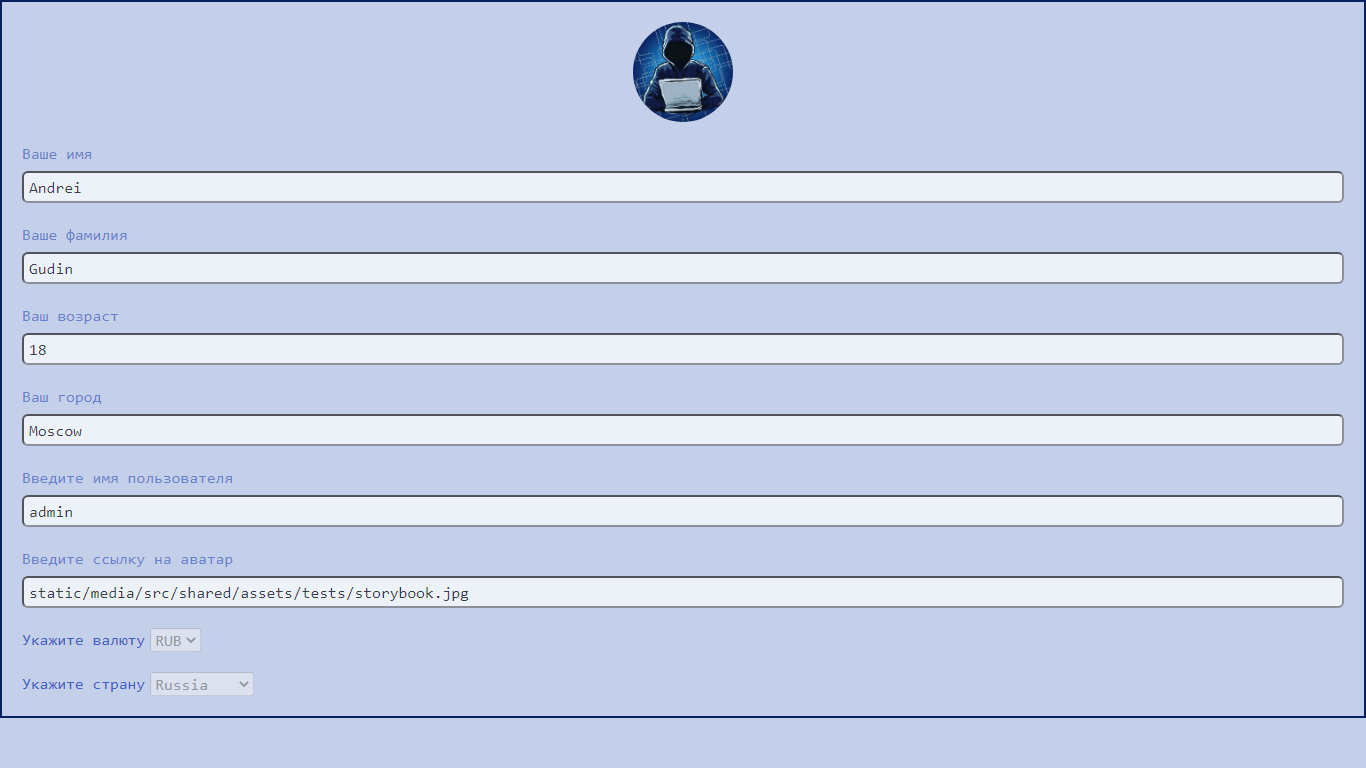 Ваше имя
Andrei
Ваше фамилия
Gudin
Ваш возраст
18
Ваш город
Moscow
Введите имя пользователя
admin
Введите ссылку на аватар
static/media/src/shared/assets/tests/storybook.jpg
Укажите валюту RUB
Укажите страну Russia